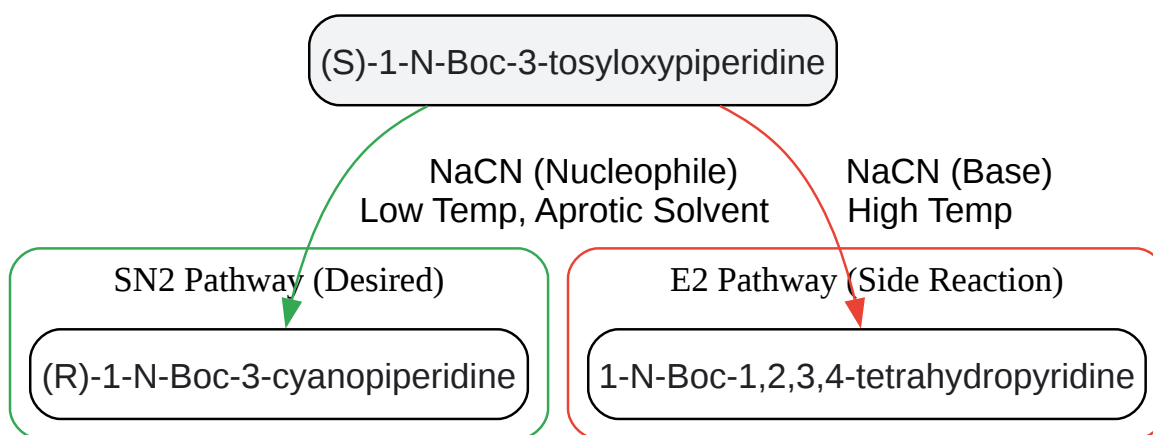 (S)-1-N-Boc-3-tosyloxypiperidine
NaCN (Nucleophile)
Low Temp, Aprotic Solvent
NaCN (Base)
High Temp
SN2 Pathway (Desired)
(R)-1-N-Boc-3-cyanopiperidine
E2 Pathway (Side Reaction)
1-N-Boc-1,2,3,4-tetrahydropyridine